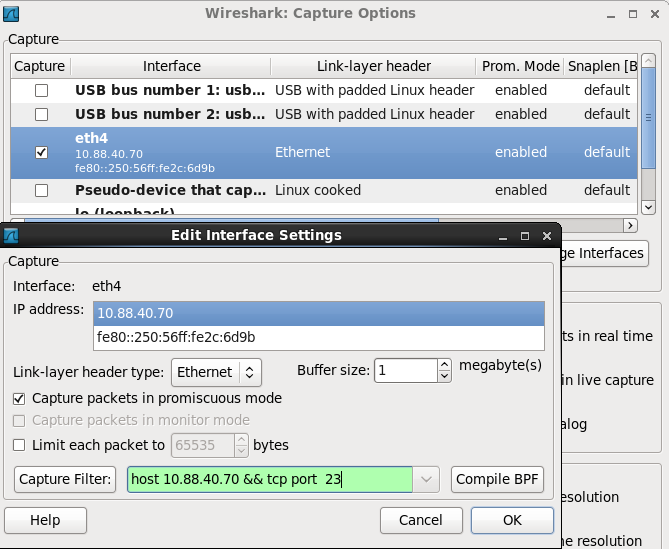 Wireshark: Capture Options
Capture
Capture Interface Link-layer header Prom. Mode Snaplen [B
USB bus number 1: usb... USB with padded Linux header enabled default
USB bus number 2: usb... USB with padded Linux header enabled default
eth4
10.88.40.70 Ethernet enabled default
fe80::250:56ff:fe2c:6d9b
Pseudo-device that cap... Linux cooked enabled default
lo (loopback)
ge Interfaces
Edit Interface Settings
Capture
Interface: eth4
IP address: 10.88.40.70
fe80::250:56ff:fe2c:6d9b
ts in real time
Link-layer header type: Ethernet Buffer size: 1 megabyte(s)
in live capture
Capture packets in promiscuous mode
Capture packets in monitor mode
alog
Limit each packet to 65535 bytes
Capture Filter: host 10.88.40.70 && tcp port  23 Compile BPF
esolution
Help Cancel OK
me resolution